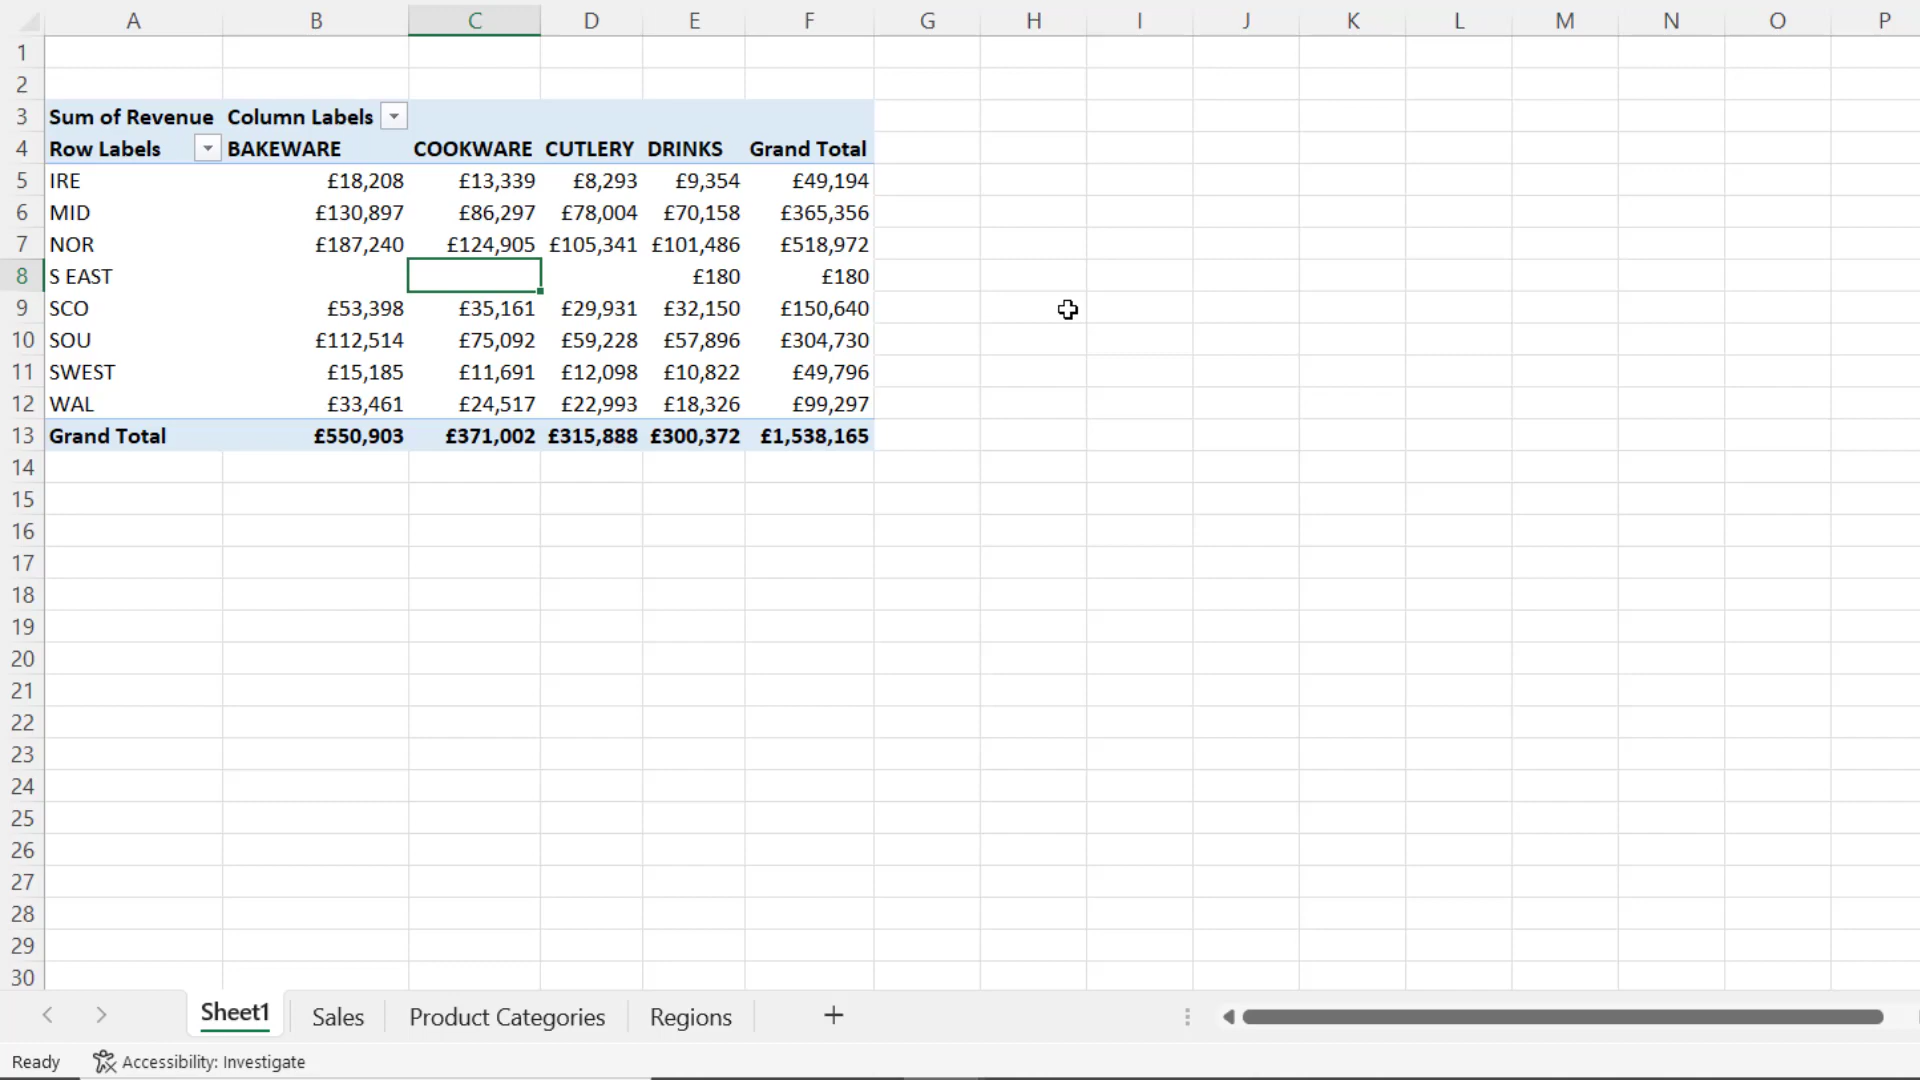 A B C D E F G H I J K L M N O P
1
2
3 Sum of Revenue Column Labels
4 Row Labels BAKEWARE COOKWARE CUTLERY DRINKS Grand Total
5 IRE £18,208 £13,339 £8,293 £9,354 £49,194
6 MID £130,897 £86,297 £78,004 £70,158 £365,356
7 NOR £187,240 £124,905 £105,341 £101,486 £518,972
8 S EAST £180 £180
9 SCO £53,398 £35,161 £29,931 £32,150 £150,640
10 SOU £112,514 £75,092 £59,228 £57,896 £304,730
11 SWEST £15,185 £11,691 £12,098 £10,822 £49,796
12 WAL £33,461 £24,517 £22,993 £18,326 £99,297
13 Grand Total £550,903 £371,002 £315,888 £300,372 £1,538,165
14
15
16
17
18
19
20
21
22
23
24
25
26
27
28
29
30
Sheet1 Sales Product Categories Regions
Ready Accessibility: Investigate